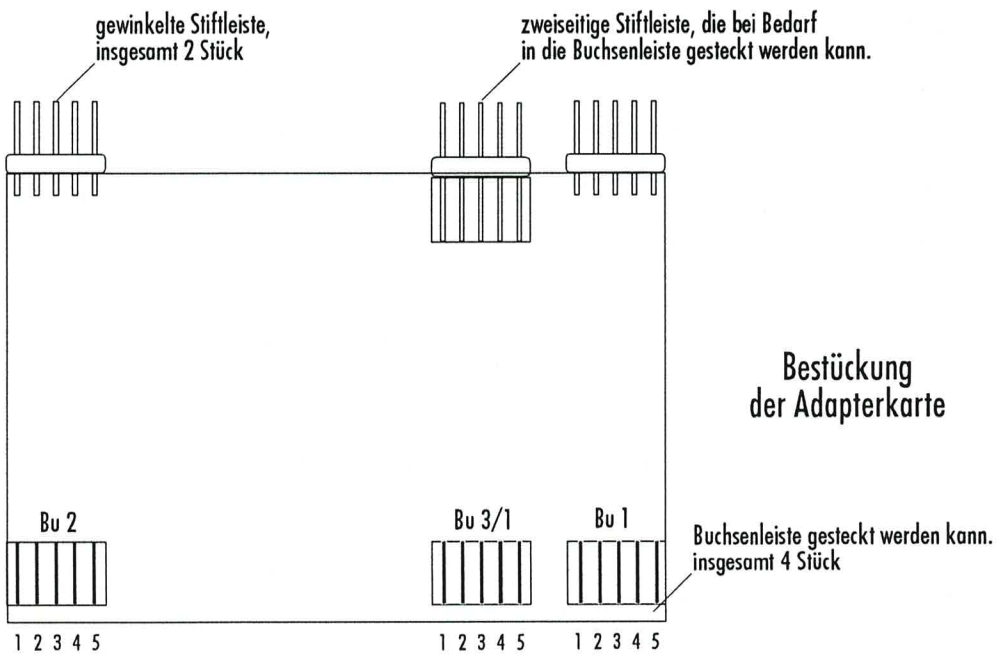 gewinkelte Stiftleiste,
insgesamt 2 Stück
zweiseitige Stiftleiste, die bei Bedarf
in die Buchsenleiste gesteckt werden kann.
Bestückung
der Adapterkarte
Bu 2
Bu 3/1
Bu 1
Buchsenleiste gesteckt werden kann.
insgesamt 4 Stück
1 2 3 4 5
1 2 3 4 5
1 2 3 4 5